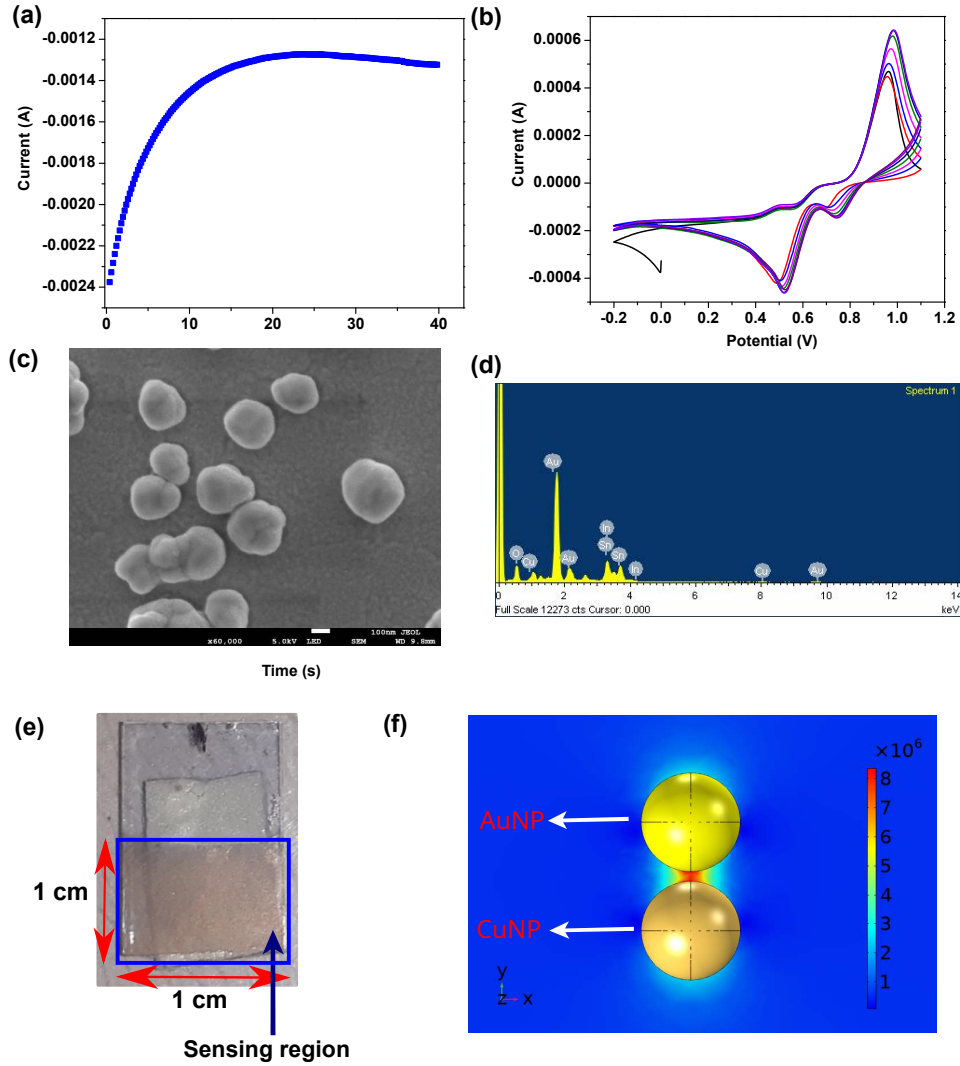 (a)
-0.0012
-0.0014
-0.0016
-0.0018
-0.0020
-0.0022
-0.0024
Current (A)
0 10 20 30 40
(b)
0.0006
0.0004
0.0002
0.0000
-0.0002
-0.0004
Current (A)
-0.2 0.0 0.2 0.4 0.6 0.8 1.0 1.2
Potential (V)
(c)
x60,000 5.0kV LED SEM 100nm JEOL WD 9.8mm
Time (s)
(d)
Spectrum 1
O
Cu
Au
Au
In
Sn
Sn
In
Cu
Au
0 2 4 6 8 10 12 14
Full Scale 12273 cts Cursor: 0.000 keV
(e)
1 cm
1 cm
Sensing region
(f)
AuNP
CuNP
y
z x
×10⁶
8
7
6
5
4
3
2
1